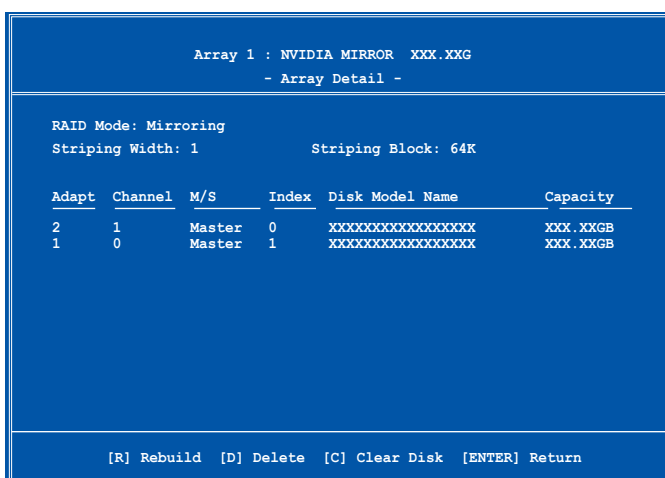 Array 1 : NVIDIA MIRROR XXX.XXG
- Array Detail -
RAID Mode: Mirroring
Striping Width: 1 Striping Block: 64K
Adapt Channel M/S Index Disk Model Name Capacity
2 1 Master 0 XXXXXXXXXXXXXXXXX XXX.XXGB
1 0 Master 1 XXXXXXXXXXXXXXXXX XXX.XXGB
[R] Rebuild [D] Delete [C] Clear Disk [ENTER] Return